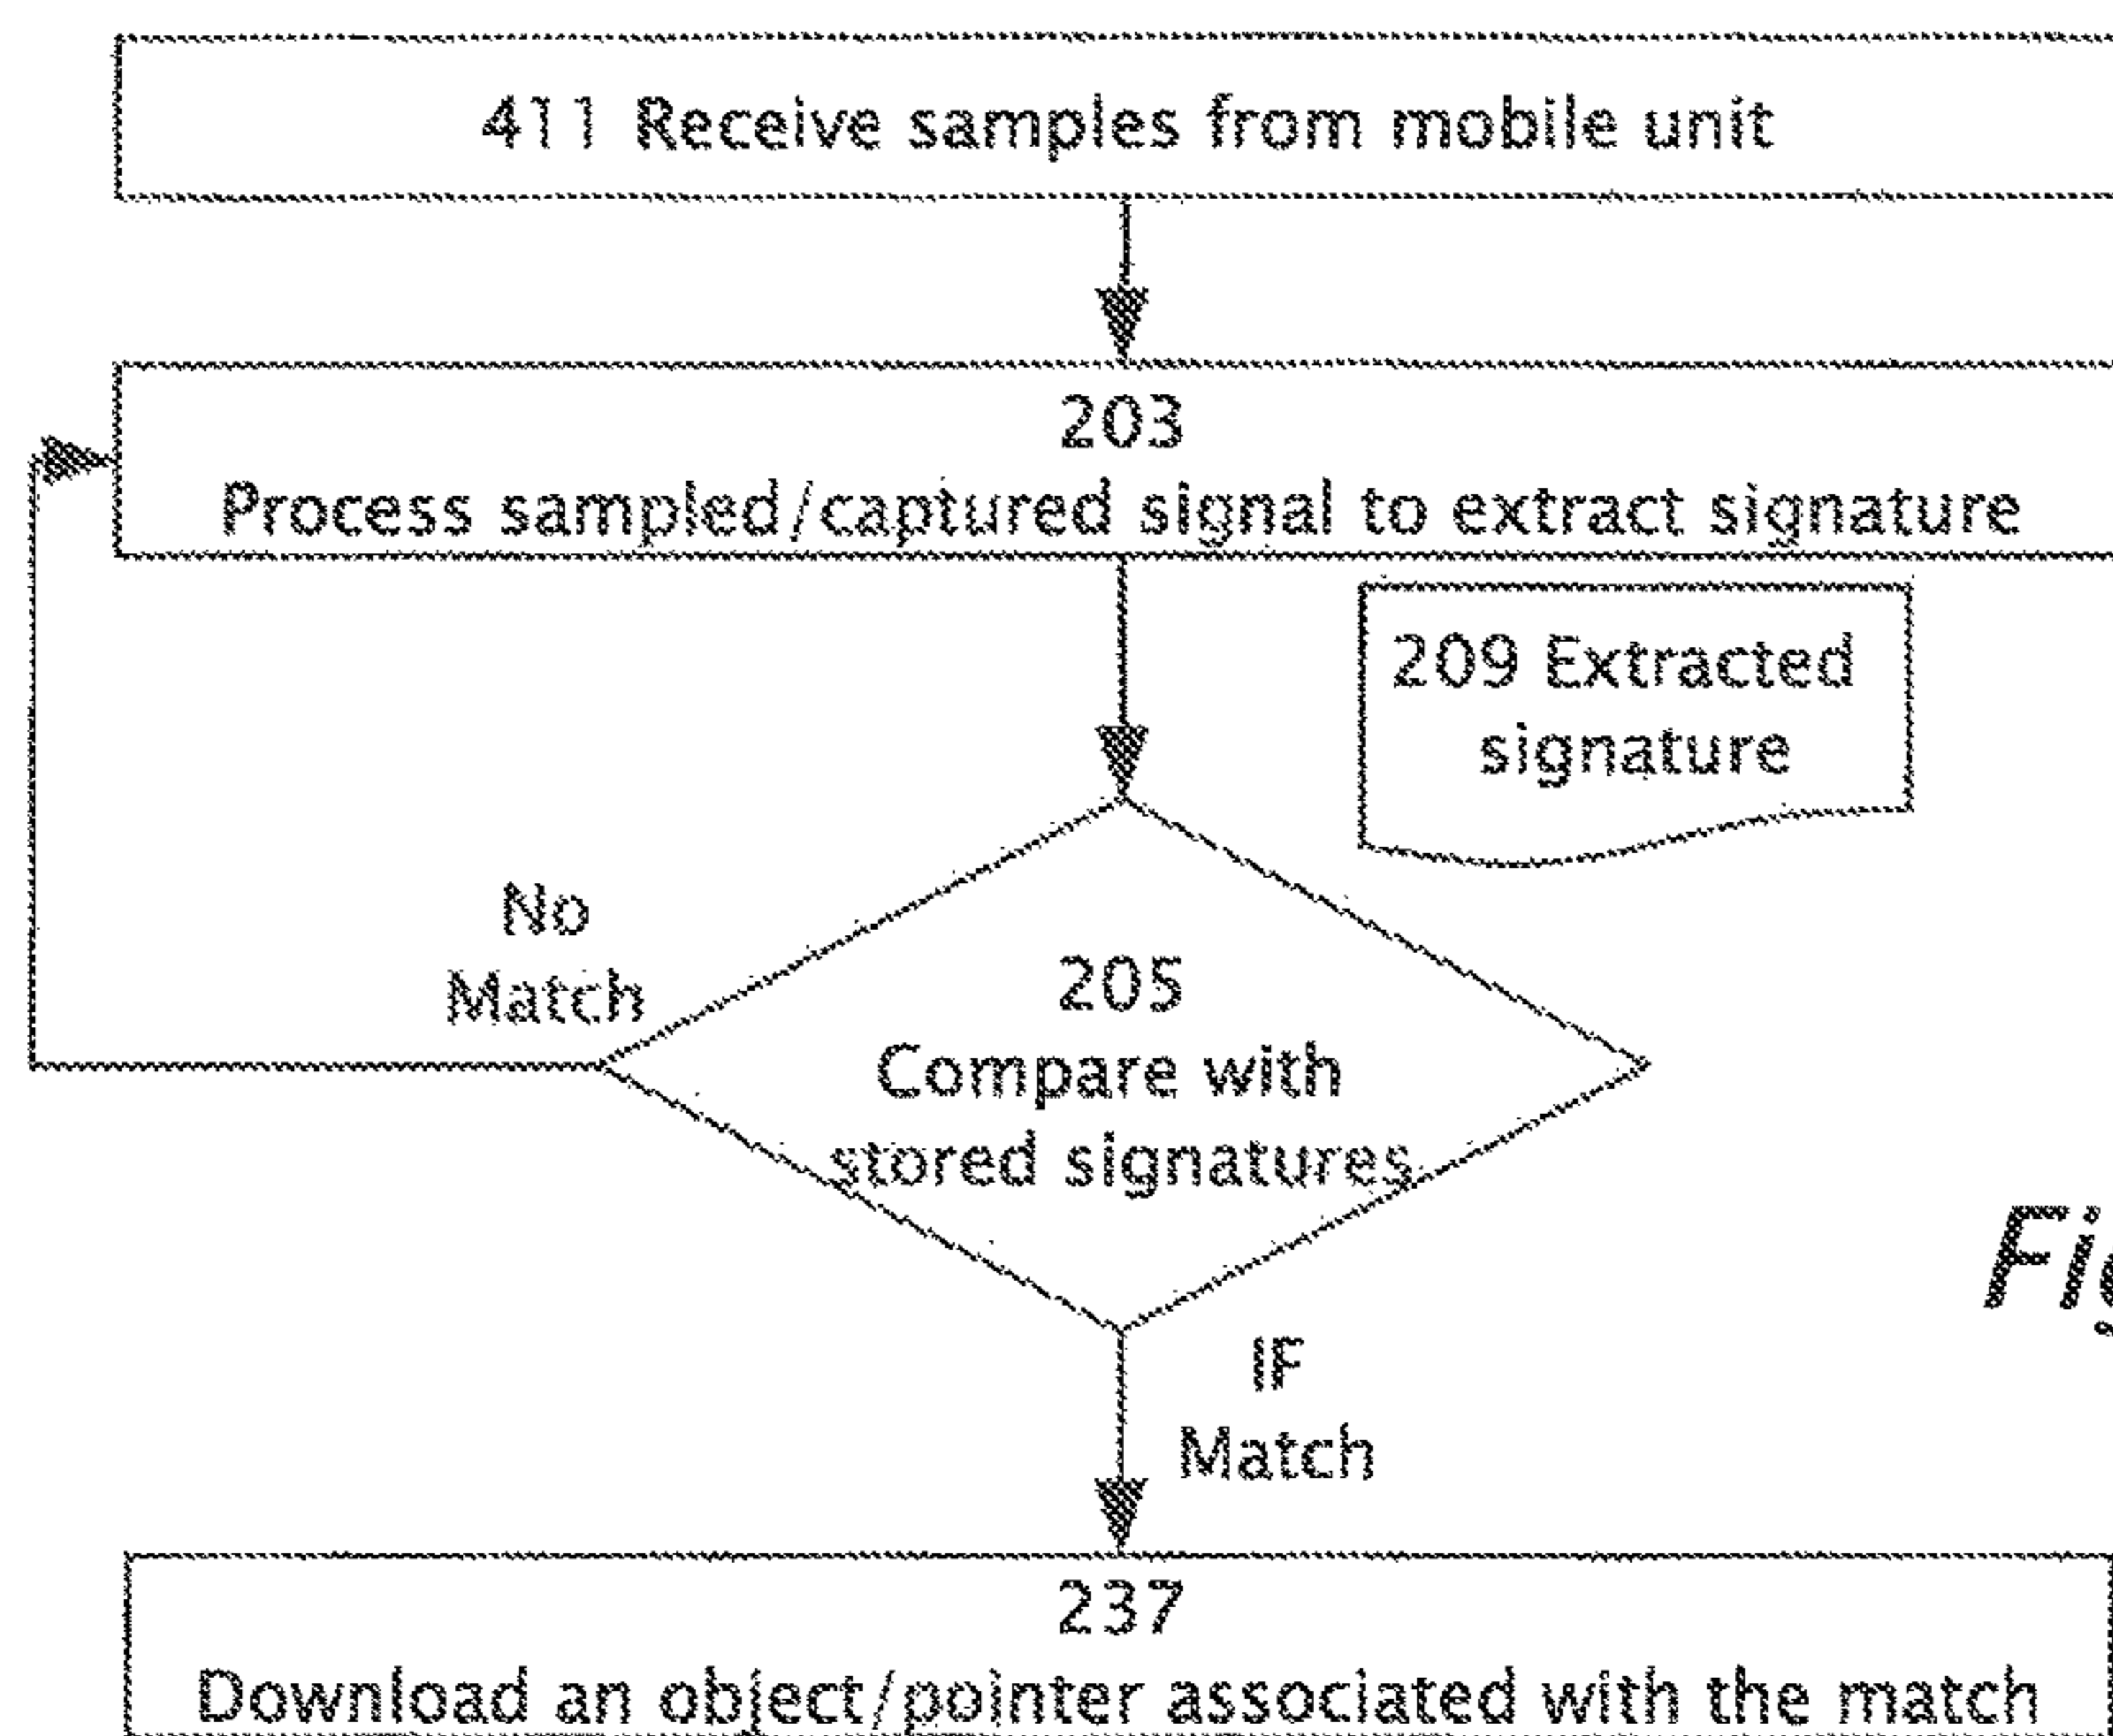 411 Receive samples from mobile unit
203
Process sampled/captured signal to extract signature
209 Extracted
signature
No
Match
205
Compare with
stored signatures
IF
Match
237
Download an object/pointer associated with the match